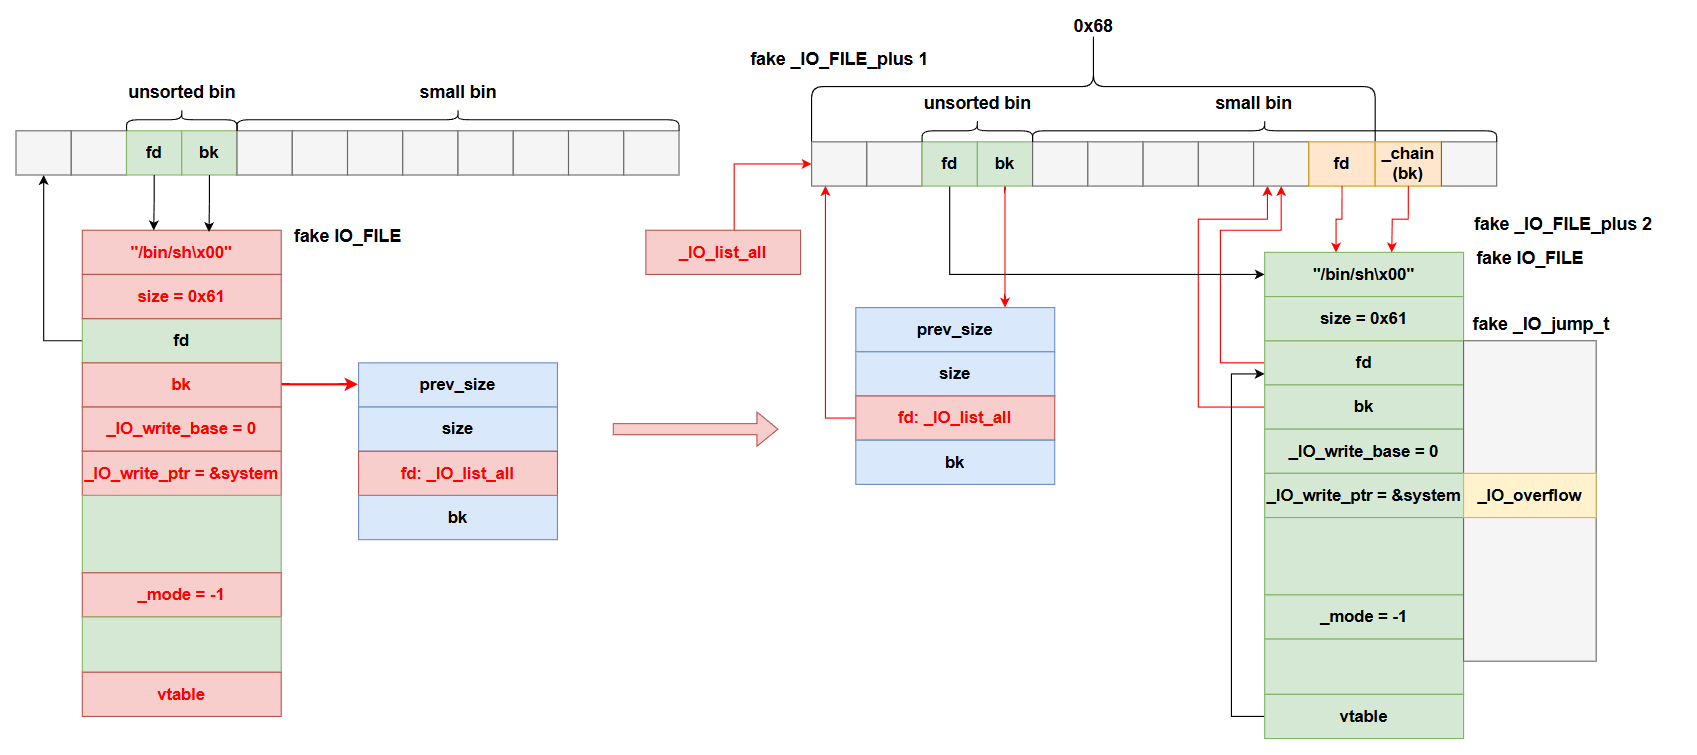 unsorted bin
small bin
fd
bk
fake IO_FILE
"/bin/sh\x00"
size = 0x61
fd
bk
_IO_write_base = 0
_IO_write_ptr = &system
_mode = -1
vtable
prev_size
size
fd: _IO_list_all
bk
0x68
fake _IO_FILE_plus 1
unsorted bin
small bin
fd
bk
fd
_chain
(bk)
_IO_list_all
prev_size
size
fd: _IO_list_all
bk
fake _IO_FILE_plus 2
fake IO_FILE
"/bin/sh\x00"
size = 0x61
fd
bk
_IO_write_base = 0
_IO_write_ptr = &system
_mode = -1
vtable
fake _IO_jump_t
_IO_overflow